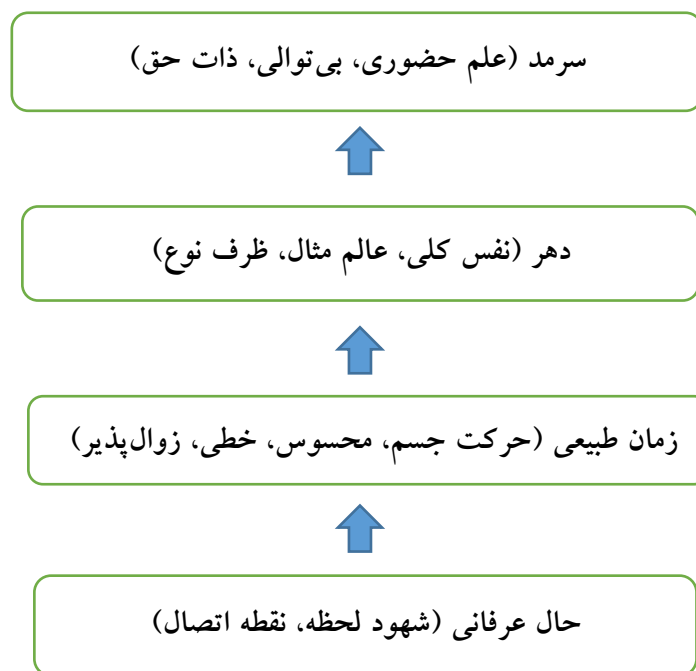 سرمد (علم حضوری، بی‌توالی، ذات حق)
دهر (نفس کلی، عالم مثال، ظرف نوع)
زمان طبیعی (حرکت جسم، محسوس، خطی، زوال‌پذیر)
حال عرفانی (شهود لحظه، نقطه اتصال)